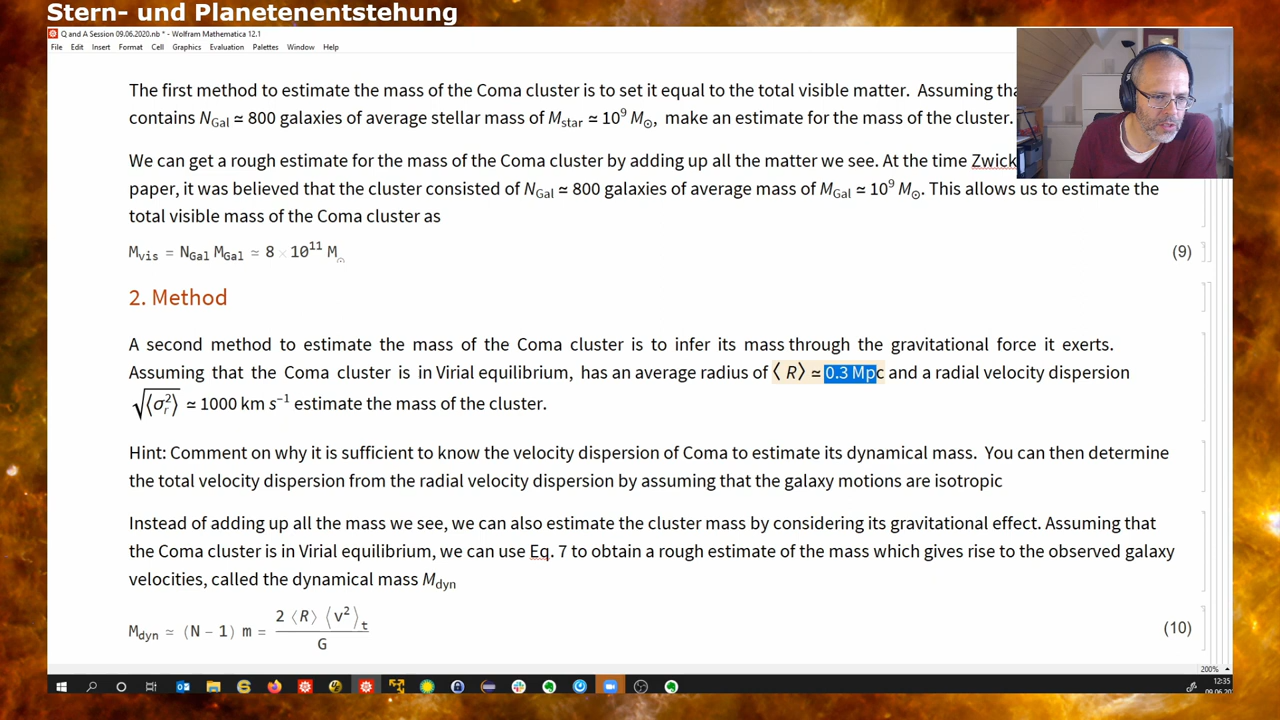 Stern- und Planetenentstehung
Q and A Session 09.06.2020.nb * - Wolfram Mathematica 12.1
File Edit Insert Format Cell Graphics Evaluation Palettes Window Help
The first method to estimate the mass of the Coma cluster is to set it equal to the total visible matter. Assuming
contains N_Gal ≃ 800 galaxies of average stellar mass of M_star ≃ 10^9 M_⊙, make an estimate for the mass of the cluster.
We can get a rough estimate for the mass of the Coma cluster by adding up all the matter we see. At the time Zwick
paper, it was believed that the cluster consisted of N_Gal ≃ 800 galaxies of average mass of M_Gal ≃ 10^9 M_⊙. This allows us to estimate the
total visible mass of the Coma cluster as
M_vis = N_Gal M_Gal ≃ 8 × 10^11 M_⊙ (9)
2. Method
A second method to estimate the mass of the Coma cluster is to infer its mass through the gravitational force it exerts.
Assuming that the Coma cluster is in Virial equilibrium, has an average radius of ⟨R⟩ ≃ 0.3 Mpc and a radial velocity dispersion
√⟨σ_r^2⟩ ≃ 1000 km s^-1 estimate the mass of the cluster.
Hint: Comment on why it is sufficient to know the velocity dispersion of Coma to estimate its dynamical mass. You can then determine
the total velocity dispersion from the radial velocity dispersion by assuming that the galaxy motions are isotropic
Instead of adding up all the mass we see, we can also estimate the cluster mass by considering its gravitational effect. Assuming that
the Coma cluster is in Virial equilibrium, we can use Eq. 7 to obtain a rough estimate of the mass which gives rise to the observed galaxy
velocities, called the dynamical mass M_dyn
M_dyn ≃ (N - 1) m = 2 ⟨R⟩ ⟨v^2⟩_t / G (10)
200%
12:35